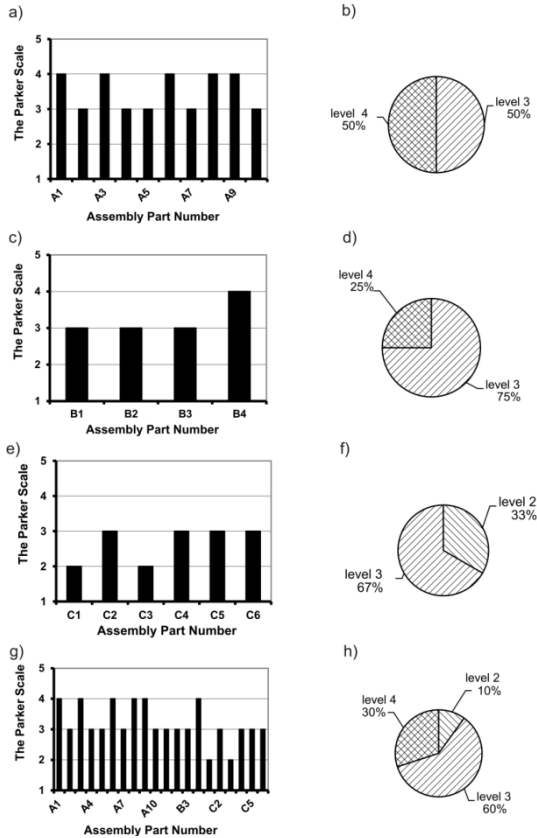 a)
The Parker Scale
5
4
3
2
1
A1
A3
A5
A7
A9
Assembly Part Number
b)
level 4
50%
level 3
50%
c)
The Parker Scale
5
4
3
2
1
B1
B2
B3
B4
Assembly Part Number
d)
level 4
25%
level 3
75%
e)
The Parker Scale
5
4
3
2
1
C1
C2
C3
C4
C5
C6
Assembly Part Number
f)
level 2
33%
level 3
67%
g)
The Parker Scale
5
4
3
2
1
A1
A4
A7
A10
B3
C2
C5
Assembly Part Number
h)
level 2
10%
level 4
30%
level 3
60%